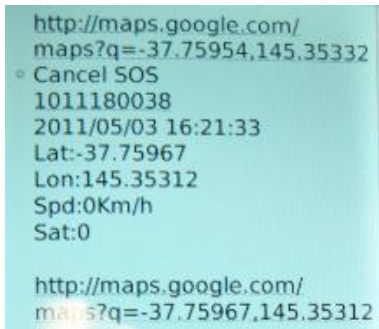 http://maps.google.com/
maps?q=-37.75954,145.35332
Cancel SOS
1011180038
2011/05/03 16:21:33
Lat:-37.75967
Lon:145.35312
Spd:0Km/h
Sat:0
http://maps.google.com/
maps?q=-37.75967,145.35312